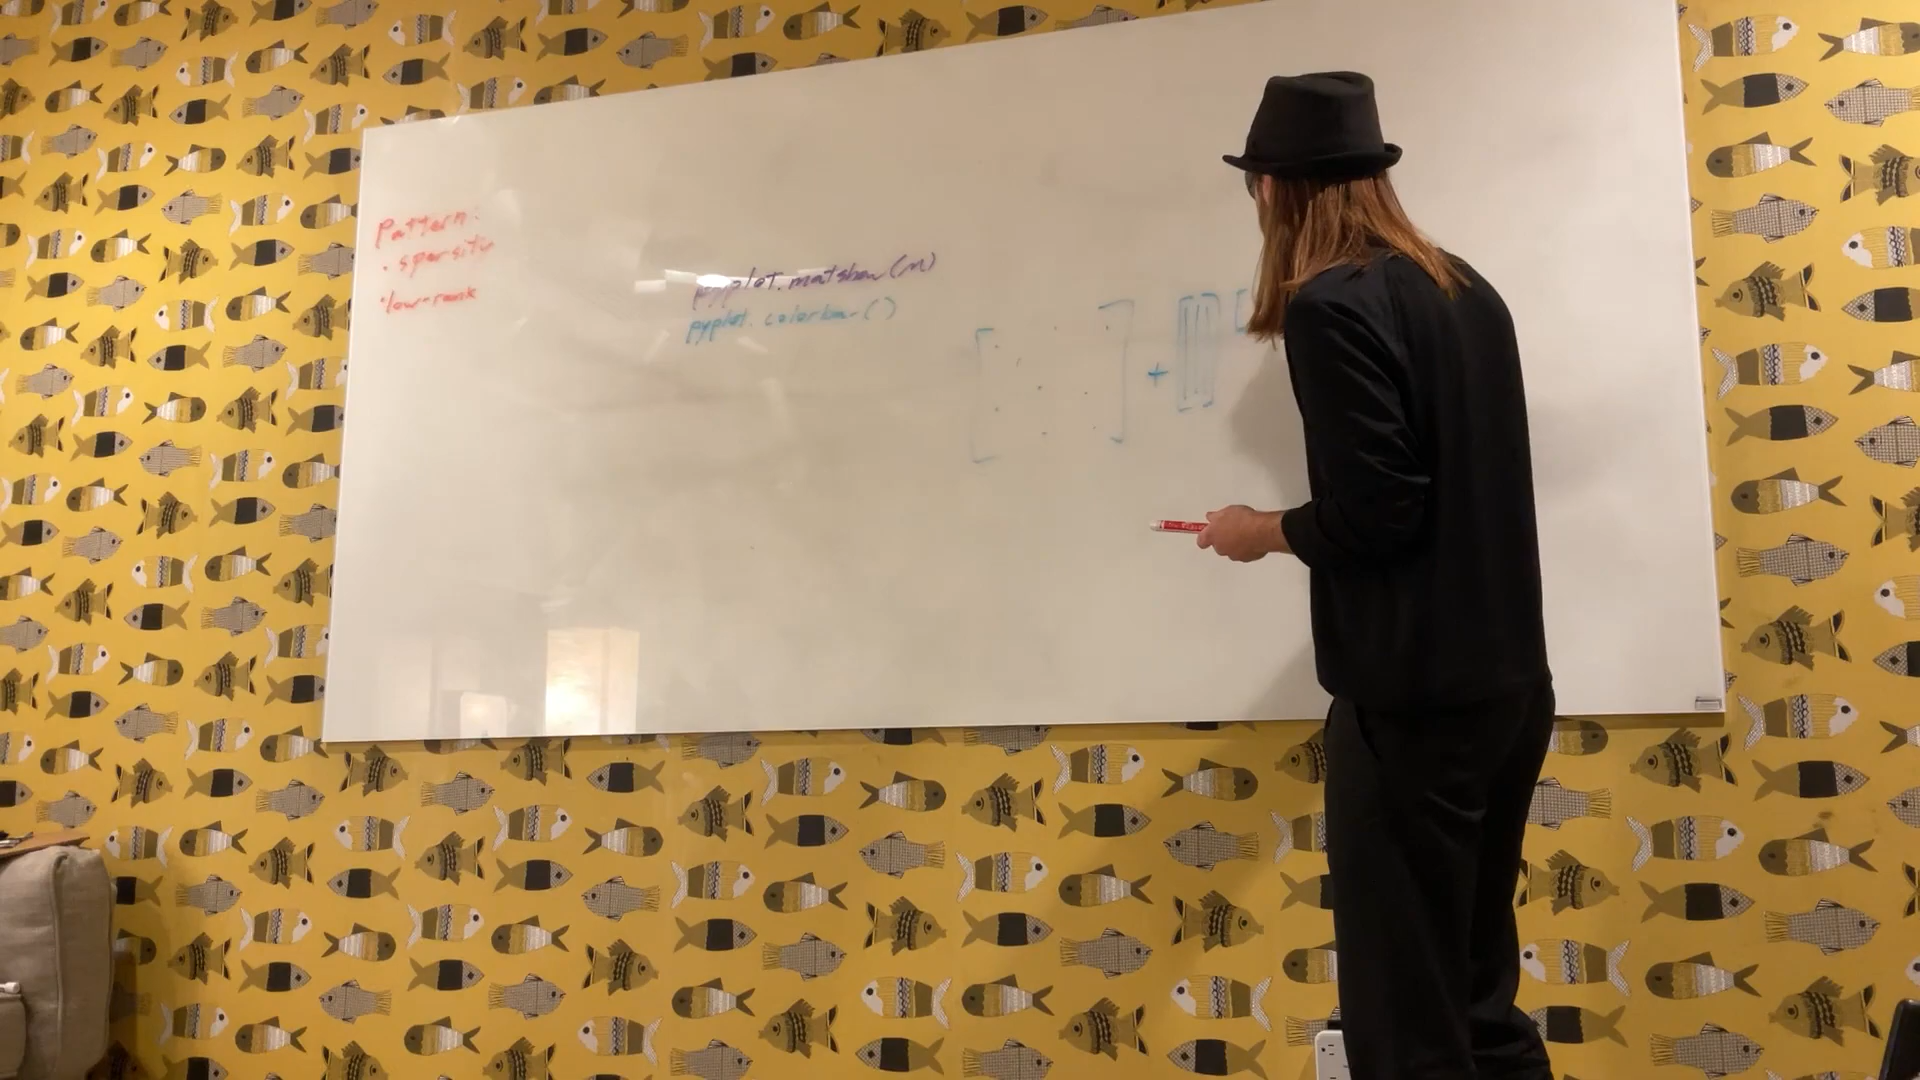 Pattern:
• sparsity
• low-rank
pyplot.matshow(M)
pyplot.colorbar()
+